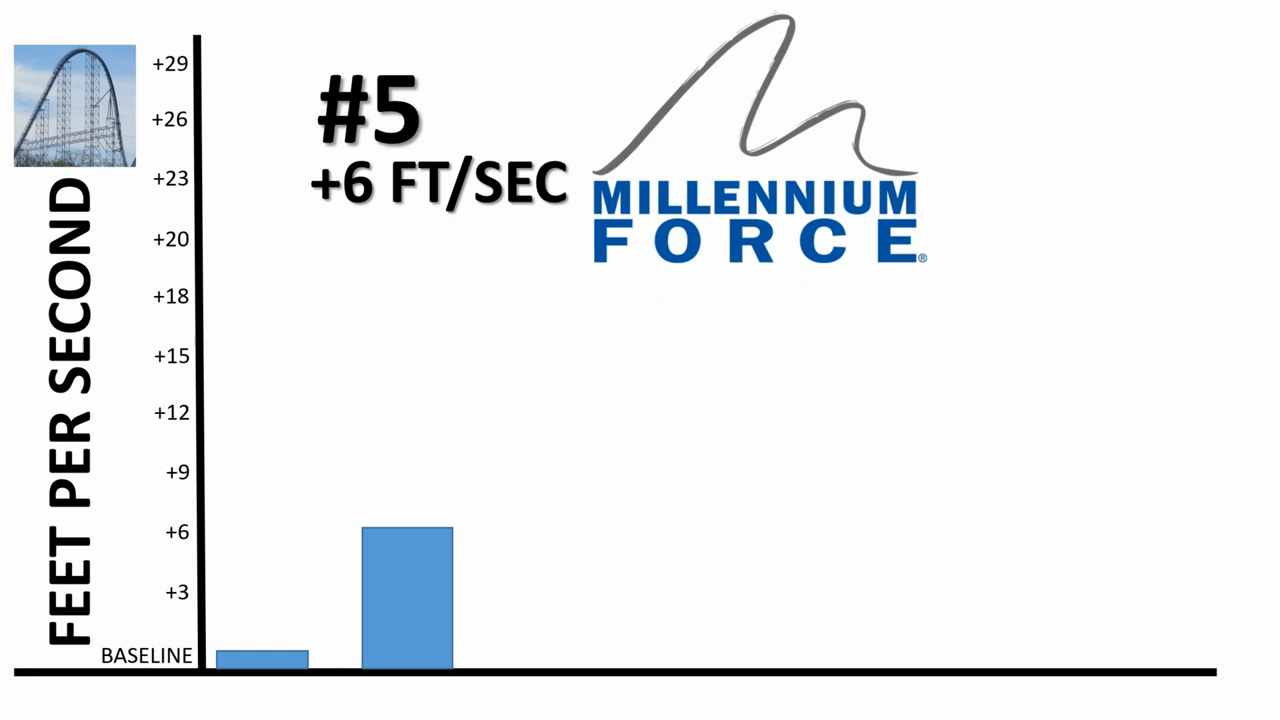 #5
+6 FT/SEC
MILLENNIUM
FORCE®
FEET PER SECOND
+29
+26
+23
+20
+18
+15
+12
+9
+6
+3
BASELINE